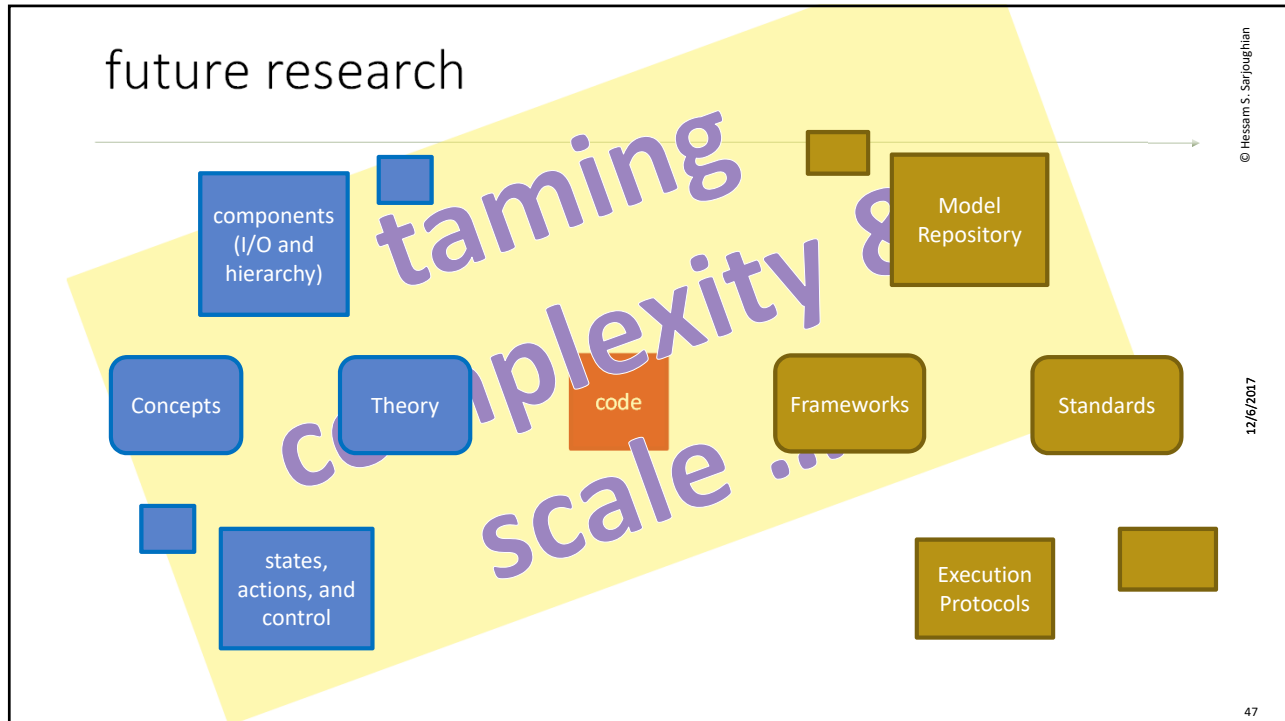 future research
© Hessam S. Sarjoughian
taming
complexity &
scale ...
components
(I/O and
hierarchy)
Model
Repository
Concepts
Theory
code
Frameworks
Standards
12/6/2017
states,
actions, and
control
Execution
Protocols
47